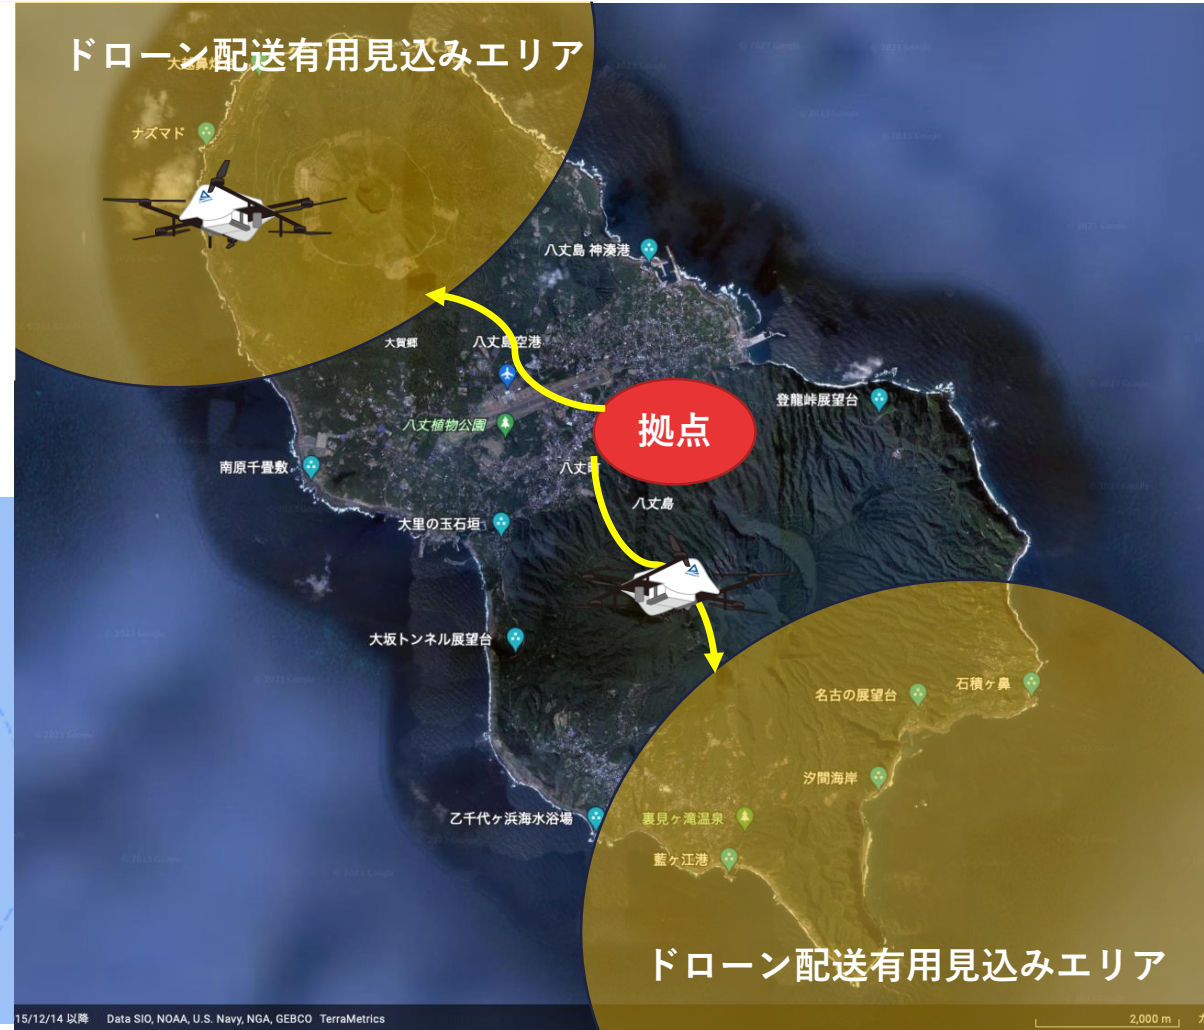 ドローン配送有用見込みエリア
ナズマド
八丈島 神湊港
大賀郷
八丈島空港
登龍峠展望台
八丈植物公園
拠点
南原千畳敷
八丈町
八丈島
大里の玉石垣
大坂トンネル展望台
石積ヶ鼻
名古の展望台
汐間海岸
乙千代ヶ浜海水浴場
裏見ヶ滝温泉
藍ヶ江港
ドローン配送有用見込みエリア
15/12/14 以降 Data SIO, NOAA, U.S. Navy, NGA, GEBCO TerraMetrics
2,000 m